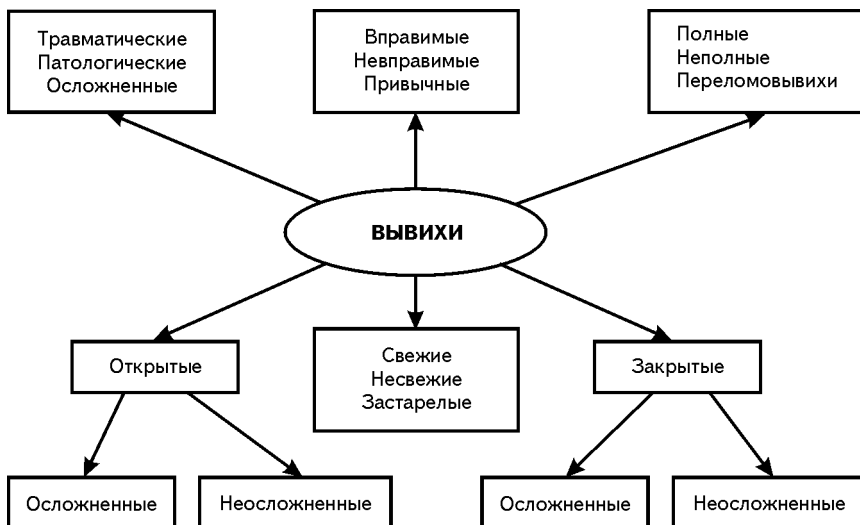 Травматические
Патологические
Осложненные
Вправимые
Невправимые
Привычные
Полные
Неполные
Переломовывихи
ВЫВИХИ
Открытые
Свежие
Несвежие
Застарелые
Закрытые
Осложненные
Неосложненные
Осложненные
Неосложненные